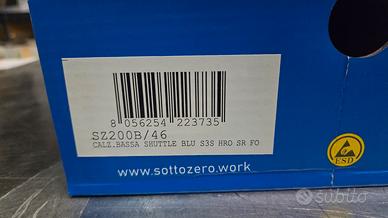 8 056254 223735
SZ200B/46
CALZ.BASSA SHUTTLE BLU S3S HRO SR FO
ESD
www.sottozero.work
subito